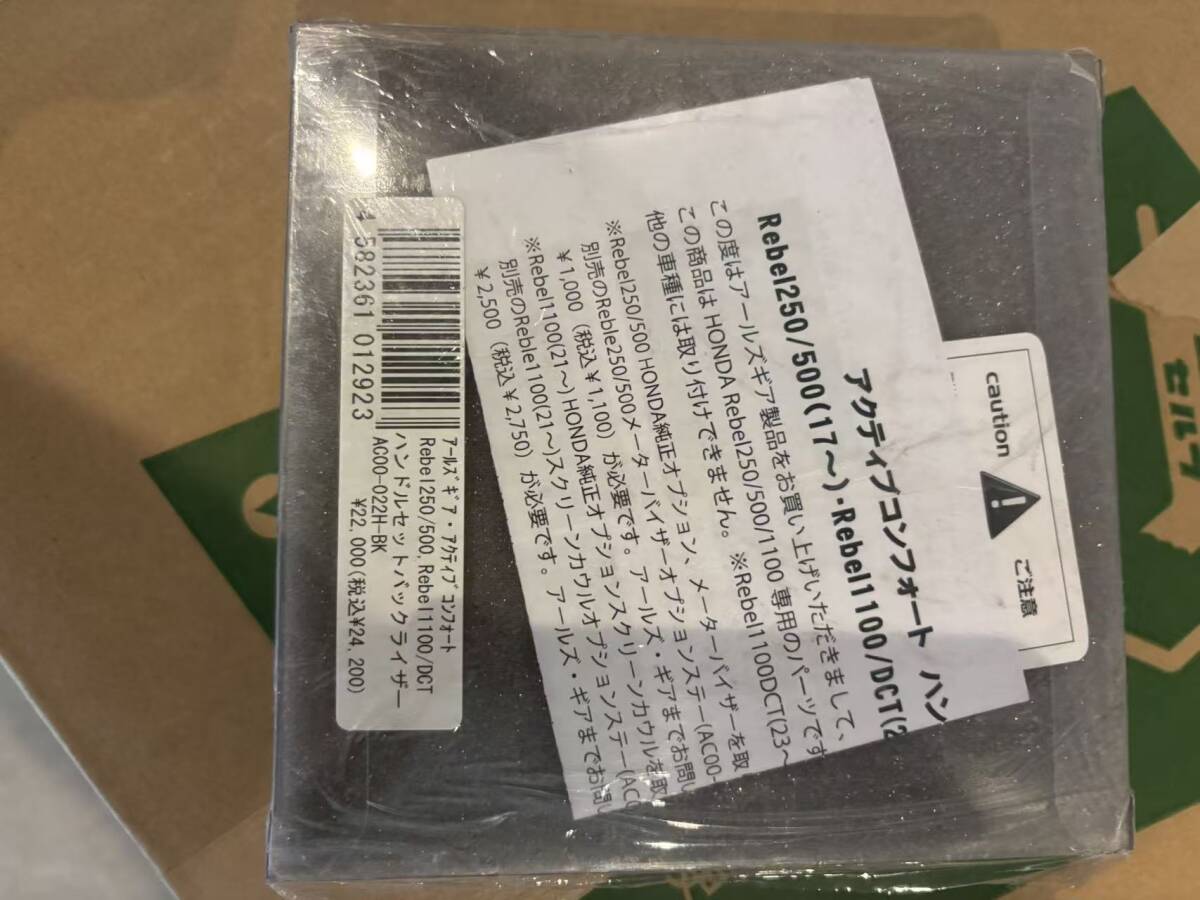 アクティブコンフォート ハン
Rebel250/500(17～)・Rebel1100/DCT(2
この度はアールズギア製品をお買い上げいただきまして、
この商品は HONDA Rebel250/500/1100 専用のパーツです
他の車種には取り付けできません。 ※Rebel1100DCT(23～
※Rebel250/500 HONDA純正オプション、メーターバイザーを取
別売のReble250/500メーターバイザーオプションステー(AC00-
￥1,000（税込￥1,100）が必要です。アールズ・ギアまでお問い
※Rebel1100(21～)HONDA純正オプションスクリーンカウルを取
別売のReble1100(21～)スクリーンカウルオプションステー(AC0
￥2,500（税込￥2,750）が必要です。アールズ・ギアまでお問い
caution
ご注意
4 582361 012923
ｱｰﾙｽﾞｷﾞｱ・ｱｸﾃｨﾌﾞｺﾝﾌｫｰﾄ
Rebel250/500,Rebel1100/DCT
ハンドルセットバックライザー
AC00-022H-BK
¥22,000(税込¥24,200)